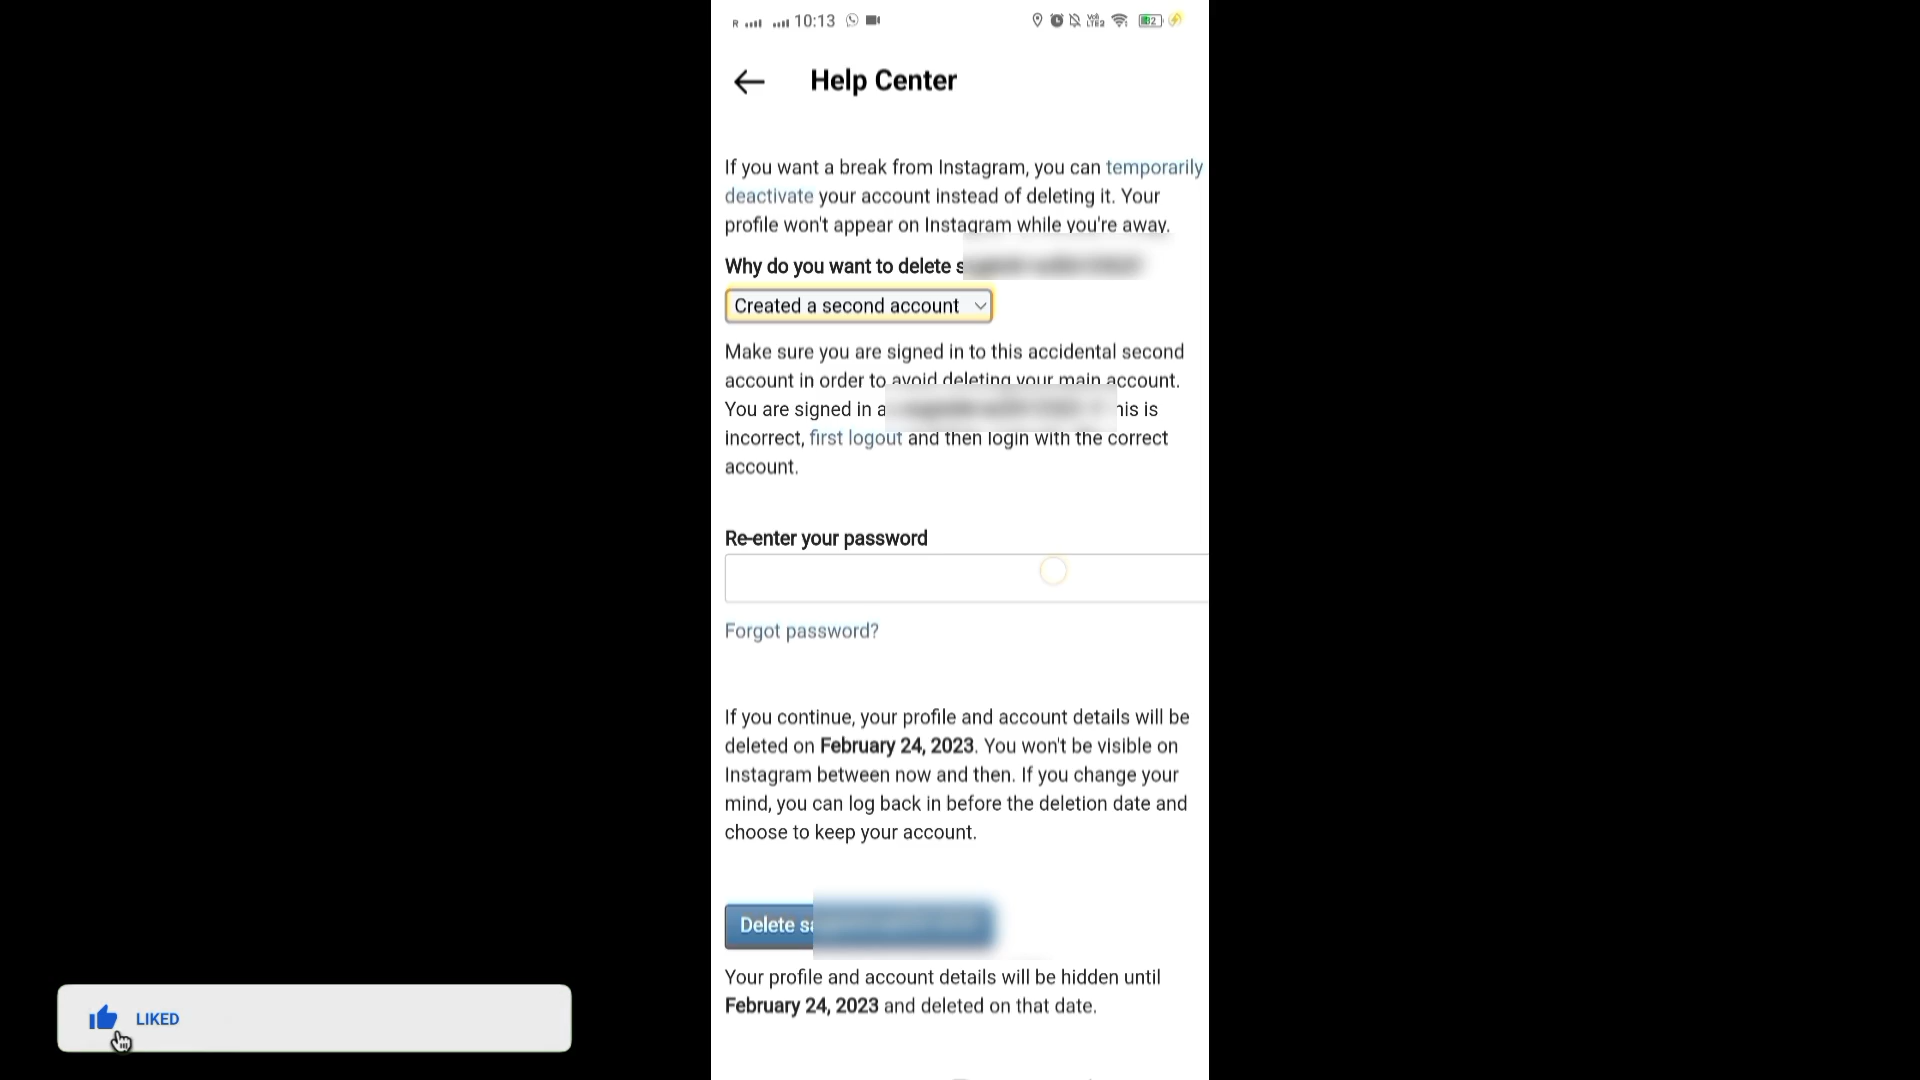 R 10:13 Vo) LTE2 82
Help Center
If you want a break from Instagram, you can temporarily
deactivate your account instead of deleting it. Your
profile won't appear on Instagram while you're away.
Why do you want to delete
Created a second account
Make sure you are signed in to this accidental second
account in order to avoid deleting your main account.
You are signed in his is
incorrect, first logout and then login with the correct
account.
Re-enter your password
Forgot password?
If you continue, your profile and account details will be
deleted on February 24, 2023. You won't be visible on
Instagram between now and then. If you change your
mind, you can log back in before the deletion date and
choose to keep your account.
Delete
Your profile and account details will be hidden until
February 24, 2023 and deleted on that date.
LIKED